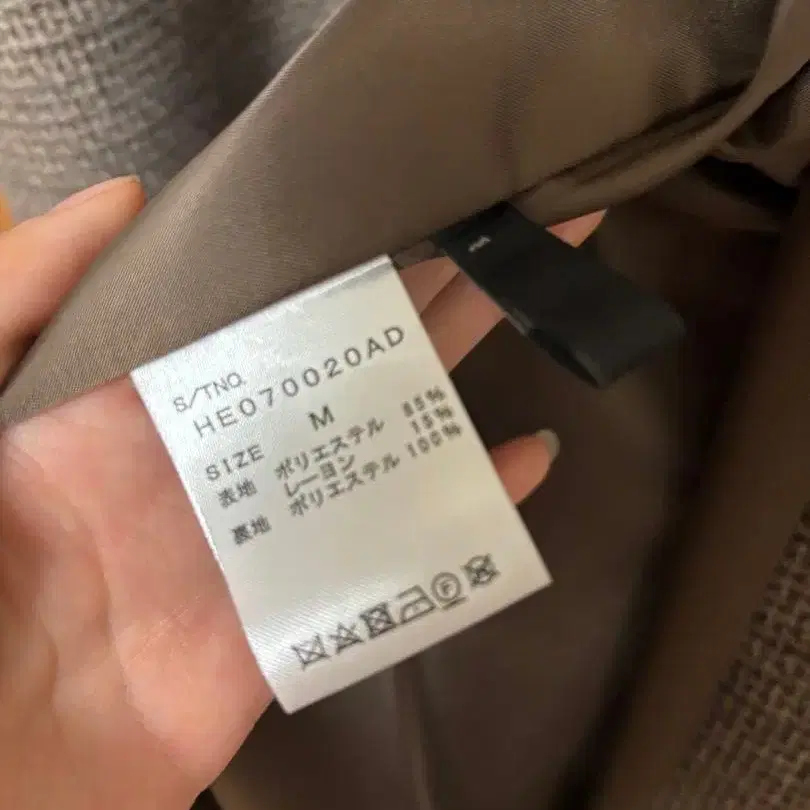 S/TNO.
HE070020AD
SIZE M
表地 ポリエステル 85%
レーヨン 15%
裏地 ポリエステル 100%
F